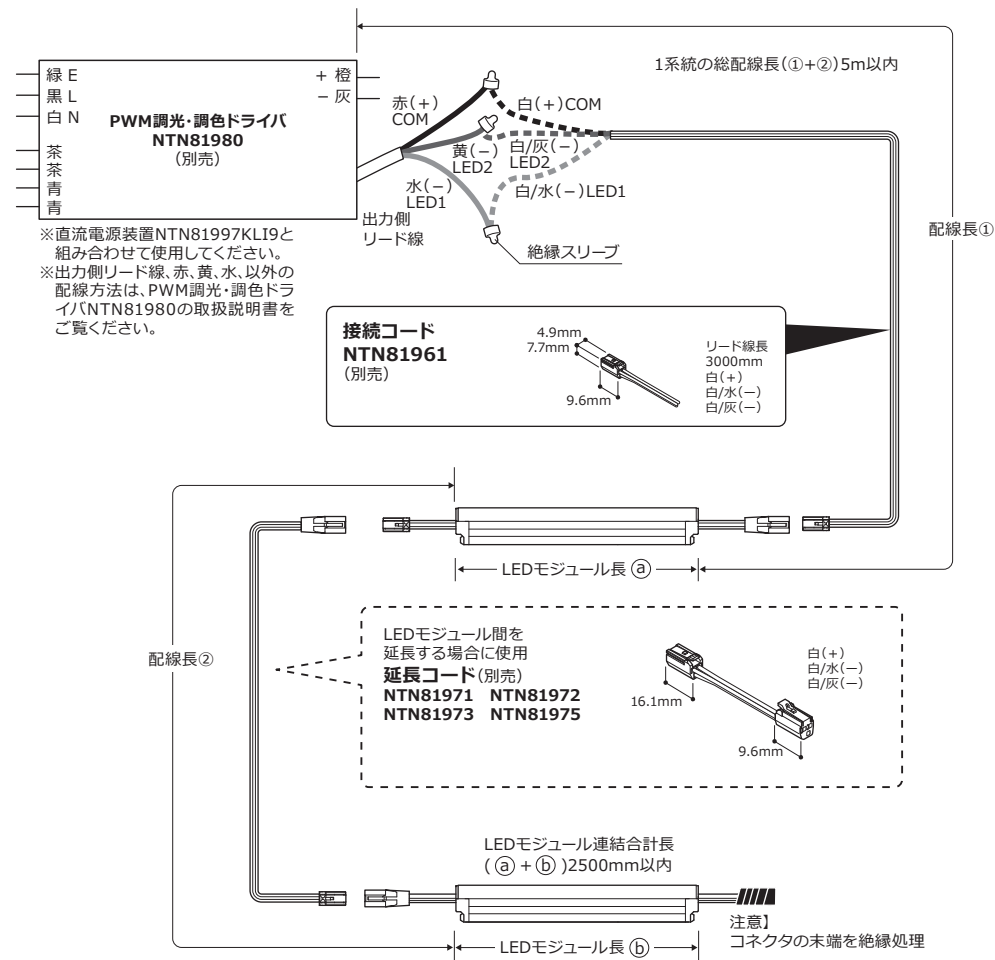 1系統の総配線長(①+②)5m以内
緑 E
黒 L
白 N
茶
茶
青
青
PWM調光・調色ドライバ
NTN81980
(別売)
+ 橙
- 灰
赤(+)
COM
白(+)COM
黄(-)
LED2
白/灰(-)
LED2
水(-)
LED1
白/水(-)LED1
出力側
リード線
絶縁スリーブ
配線長①
※直流電源装置NTN81997KLI9と
組み合わせて使用してください。
※出力側リード線、赤、黄、水、以外の
配線方法は、PWM調光・調色ドラ
イバNTN81980の取扱説明書を
ご覧ください。
接続コード
NTN81961
(別売)
4.9mm
7.7mm
9.6mm
リード線長
3000mm
白(+)
白/水(-)
白/灰(-)
LEDモジュール長 ⓐ
配線長②
LEDモジュール間を
延長する場合に使用
延長コード(別売)
NTN81971 NTN81972
NTN81973 NTN81975
16.1mm
9.6mm
白(+)
白/水(-)
白/灰(-)
LEDモジュール連結合計長
(ⓐ+ⓑ)2500mm以内
LEDモジュール長 ⓑ
注意】
コネクタの末端を絶縁処理